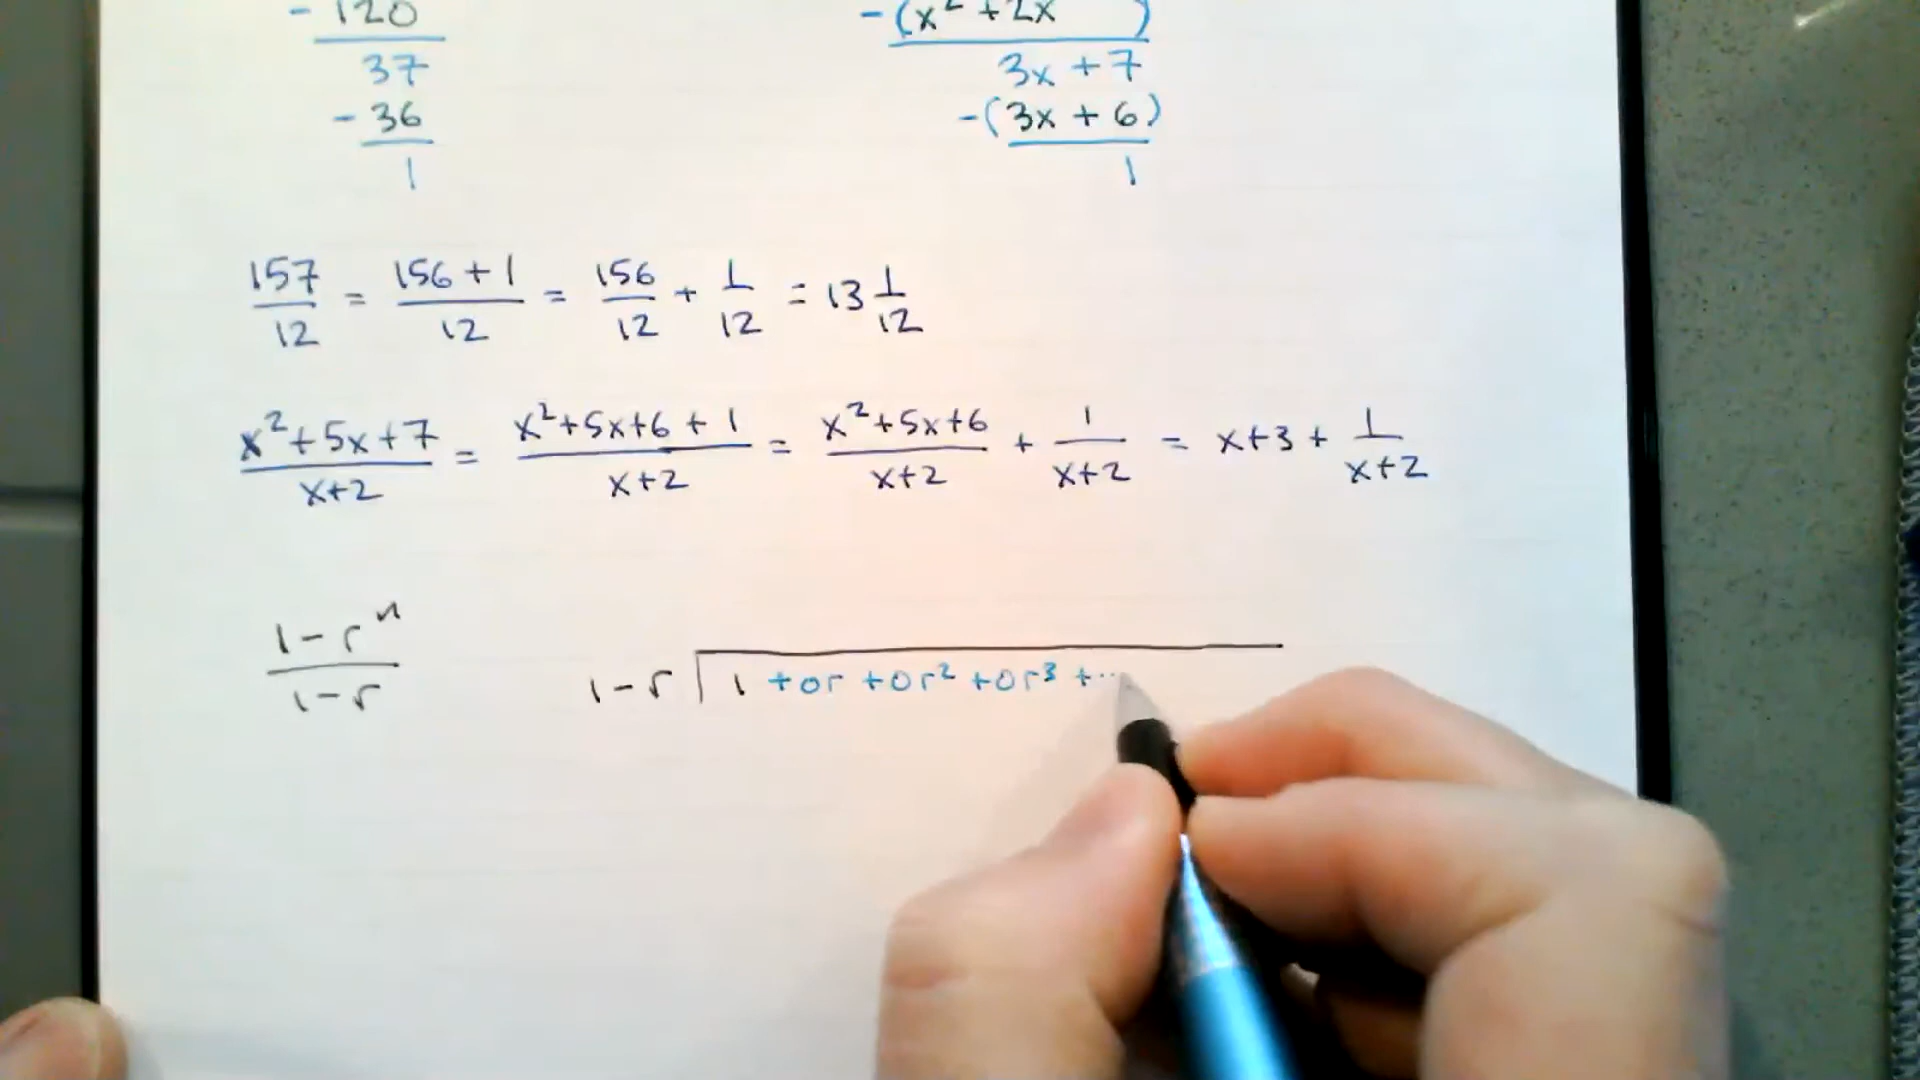 - 120
37
- 36
1
-(x² + 2x )
3x + 7
-(3x + 6)
1
157/12 = 156 + 1/12 = 156/12 + 1/12 = 13 1/12
x²+5x+7/x+2 = x²+5x+6 + 1/x+2 = x²+5x+6/x+2 + 1/x+2 = x+3 + 1/x+2
1-rⁿ/1-r
1-r 1 +0r +0r² +0r³ +...